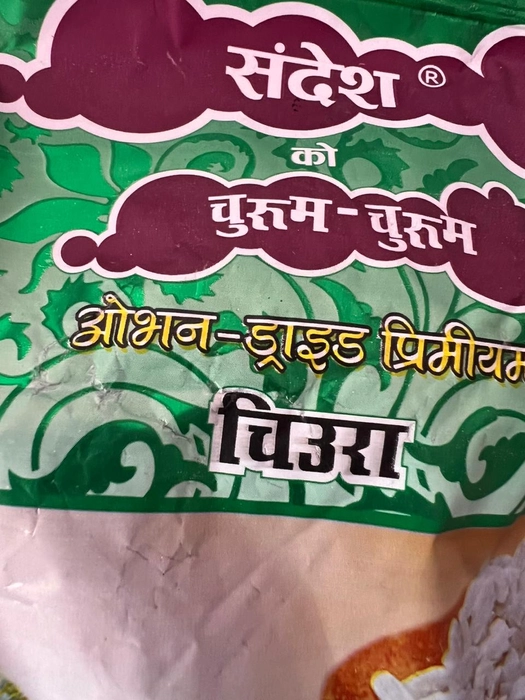 संदेश ®
को
चुरूम-चुरूम
ओभन-ड्राइड प्रिमीयम
चिउरा